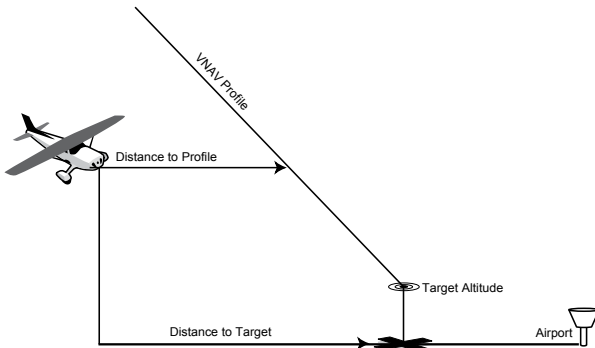 VNAV Profile
Distance to Profile
Target Altitude
Distance to Target
Airport